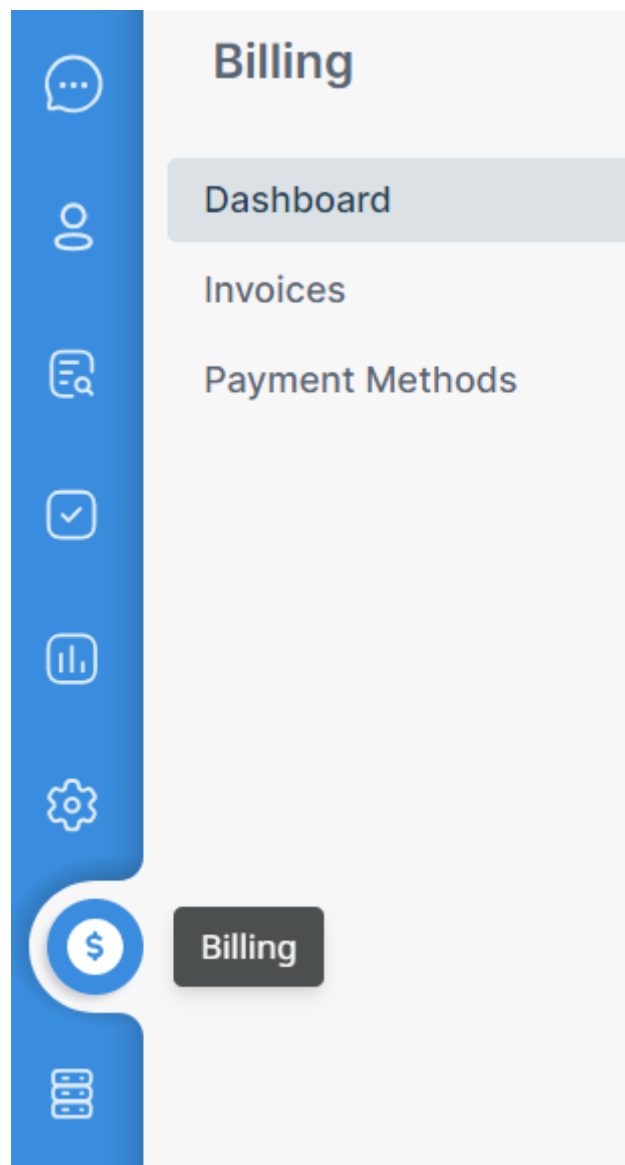 Billing
Dashboard
Invoices
Payment Methods
$
Billing